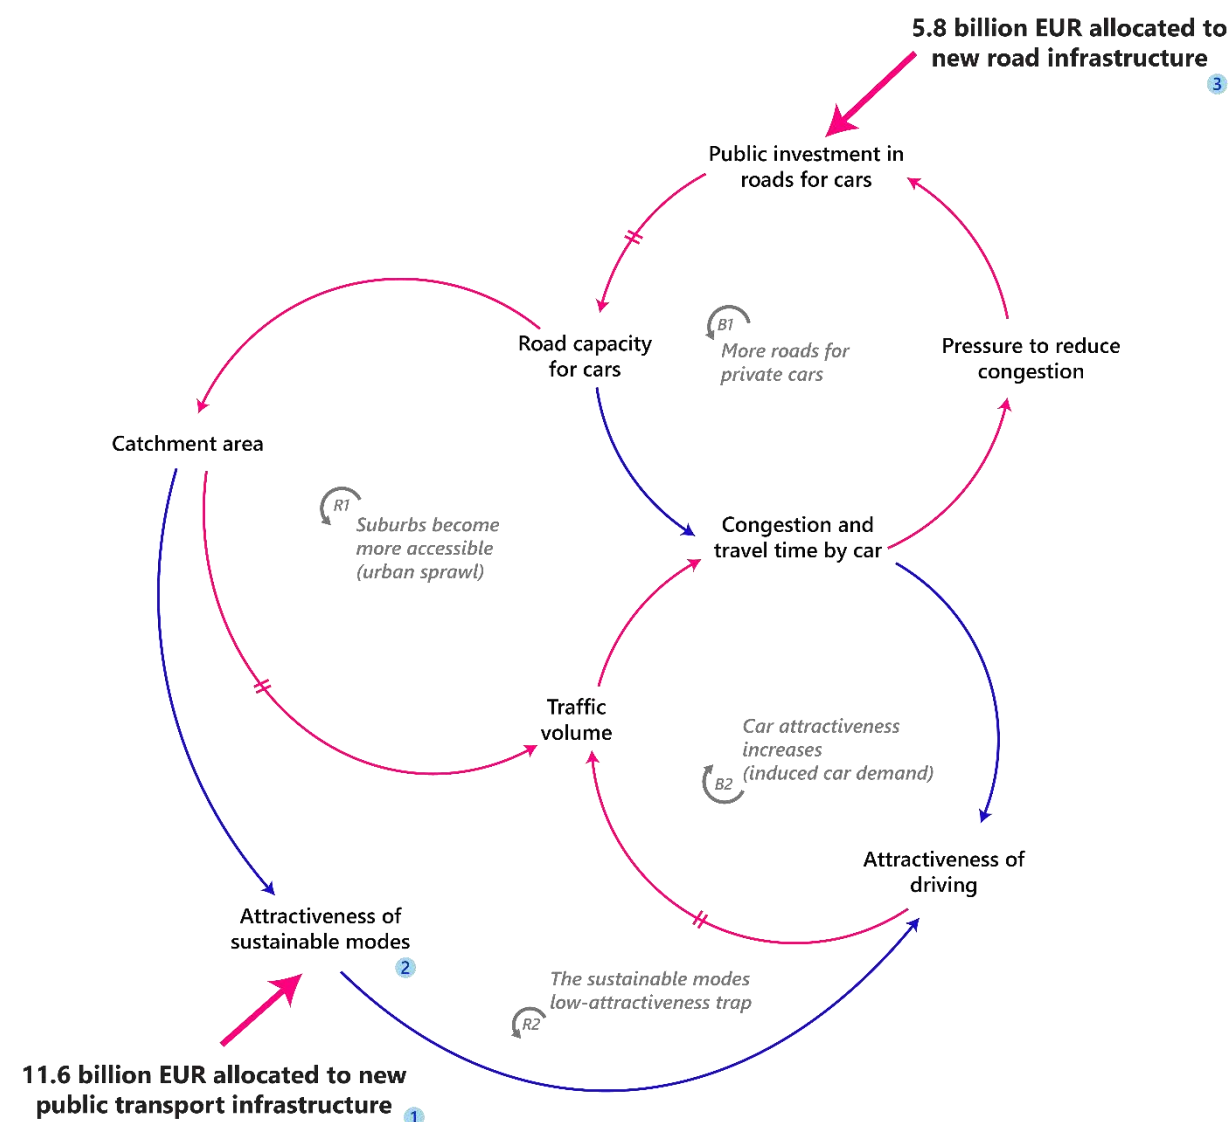 5.8 billion EUR allocated to
new road infrastructure
3
Public investment in
roads for cars
B1
More roads for
private cars
Road capacity
for cars
Pressure to reduce
congestion
Catchment area
R1
Suburbs become
more accessible
(urban sprawl)
Congestion and
travel time by car
Traffic
volume
Car attractiveness
increases
(induced car demand)
B2
Attractiveness of
driving
Attractiveness of
sustainable modes
2
The sustainable modes
low-attractiveness trap
R2
11.6 billion EUR allocated to new
public transport infrastructure
1